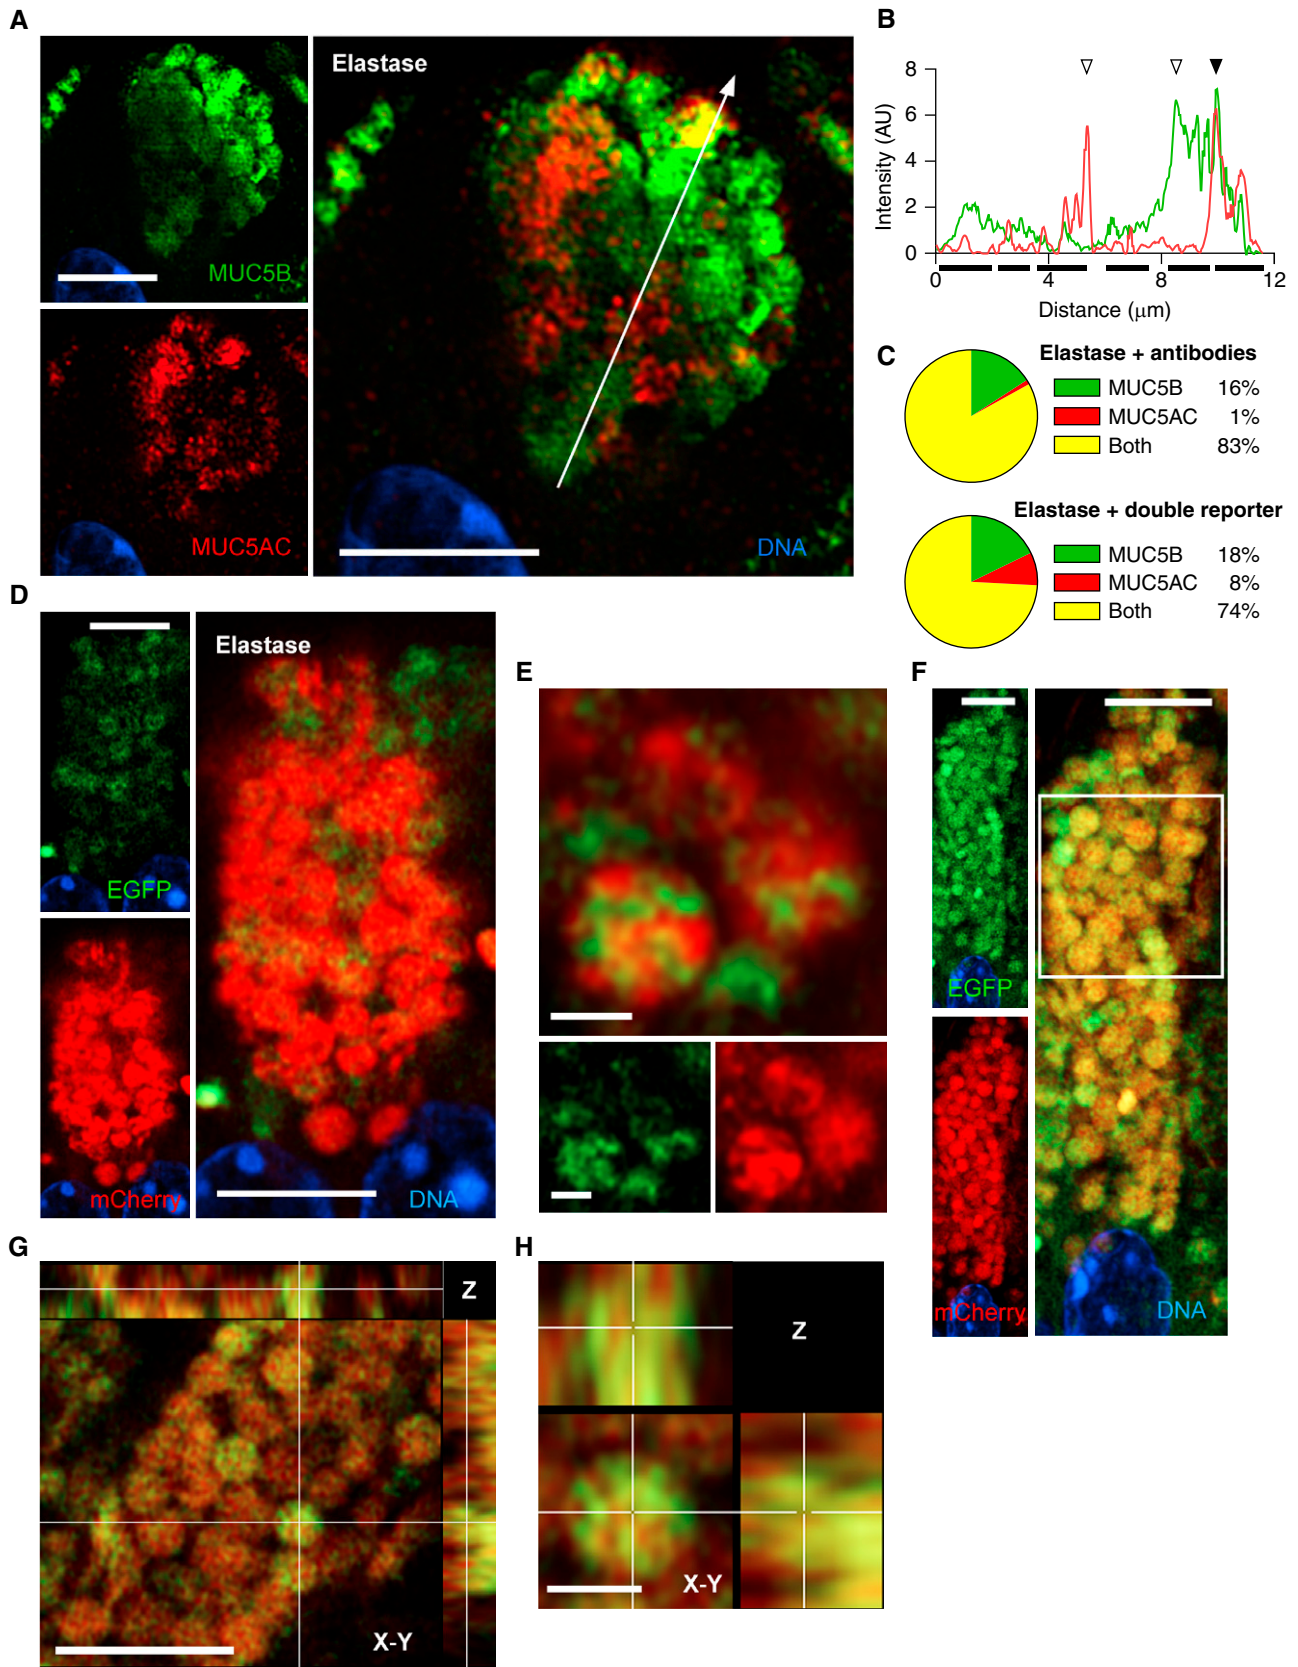 A
MUC5B
MUC5AC
Elastase
DNA
B
Intensity (AU)
8
6
4
2
0
0 4 8 12
Distance (μm)
C
Elastase + antibodies
MUC5B 16%
MUC5AC 1%
Both 83%
Elastase + double reporter
MUC5B 18%
MUC5AC 8%
Both 74%
D
EGFP
mCherry
Elastase
DNA
E
F
EGFP
mCherry
DNA
G
Z
X-Y
H
Z
X-Y